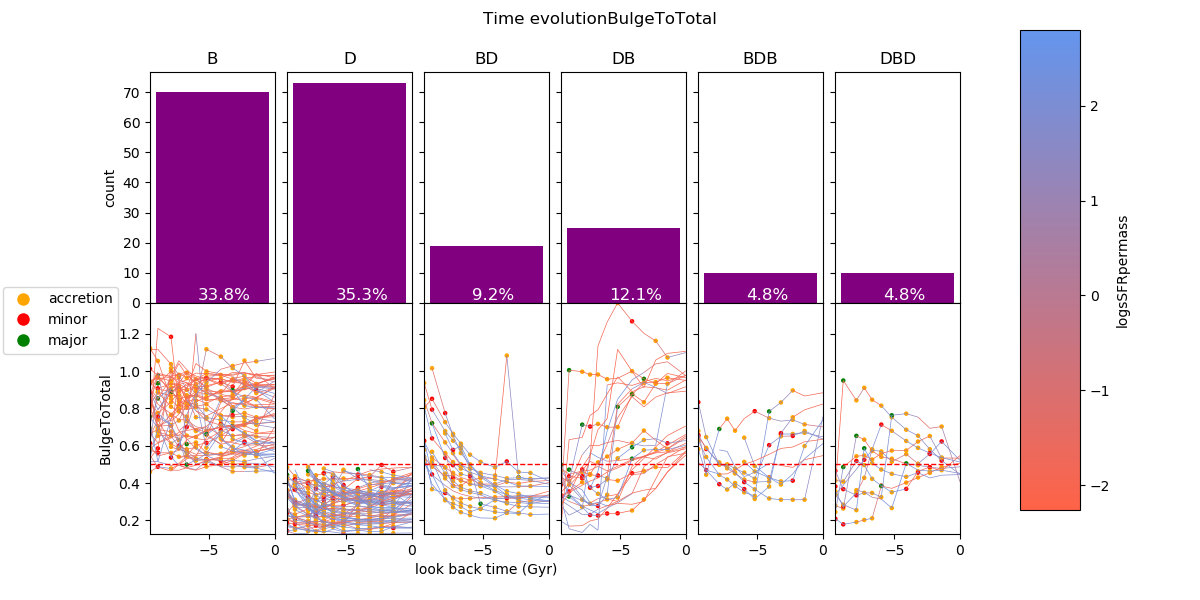 Time evolutionBulgeToTotal
B D BD DB BDB DBD
70
60
50
40
30
20
10
0
count
33.8% 35.3% 9.2% 12.1% 4.8% 4.8%
accretion
minor
major
1.2
1.0
0.8
0.6
0.4
0.2
BulgeToTotal
−5 0 −5 0 −5 0 −5 0 −5 0 −5 0
look back time (Gyr)
2
1
0
−1
−2
logsSFRpermass